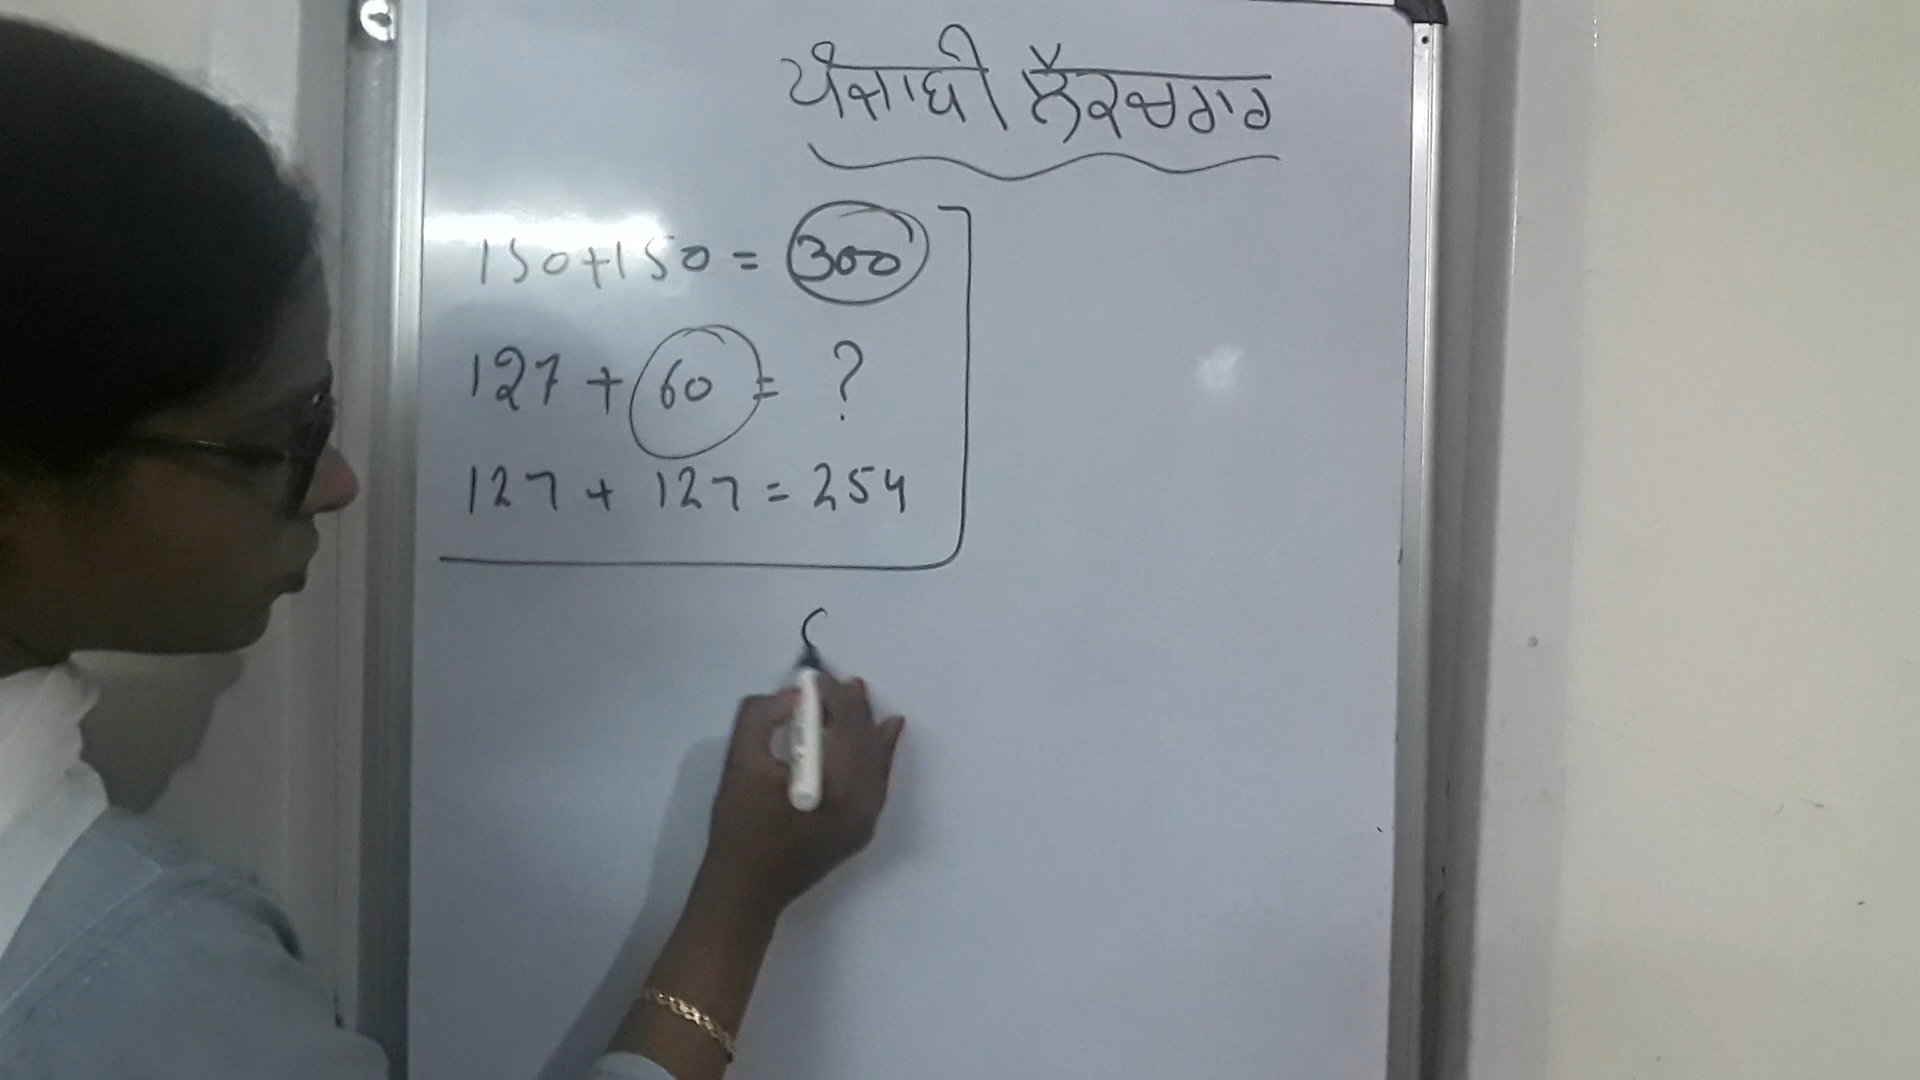 ਪੰਜਾਬੀ ਲੈਕਚਰਾਰ
150+150 = 300
127 + 60 = ?
127 + 127 = 254